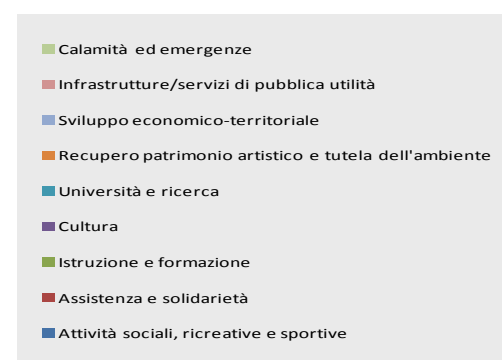 Calamità ed emergenze
Infrastrutture/servizi di pubblica utilità
Sviluppo economico-territoriale
Recupero patrimonio artistico e tutela dell'ambiente
Università e ricerca
Cultura
Istruzione e formazione
Assistenza e solidarietà
Attività sociali, ricreative e sportive